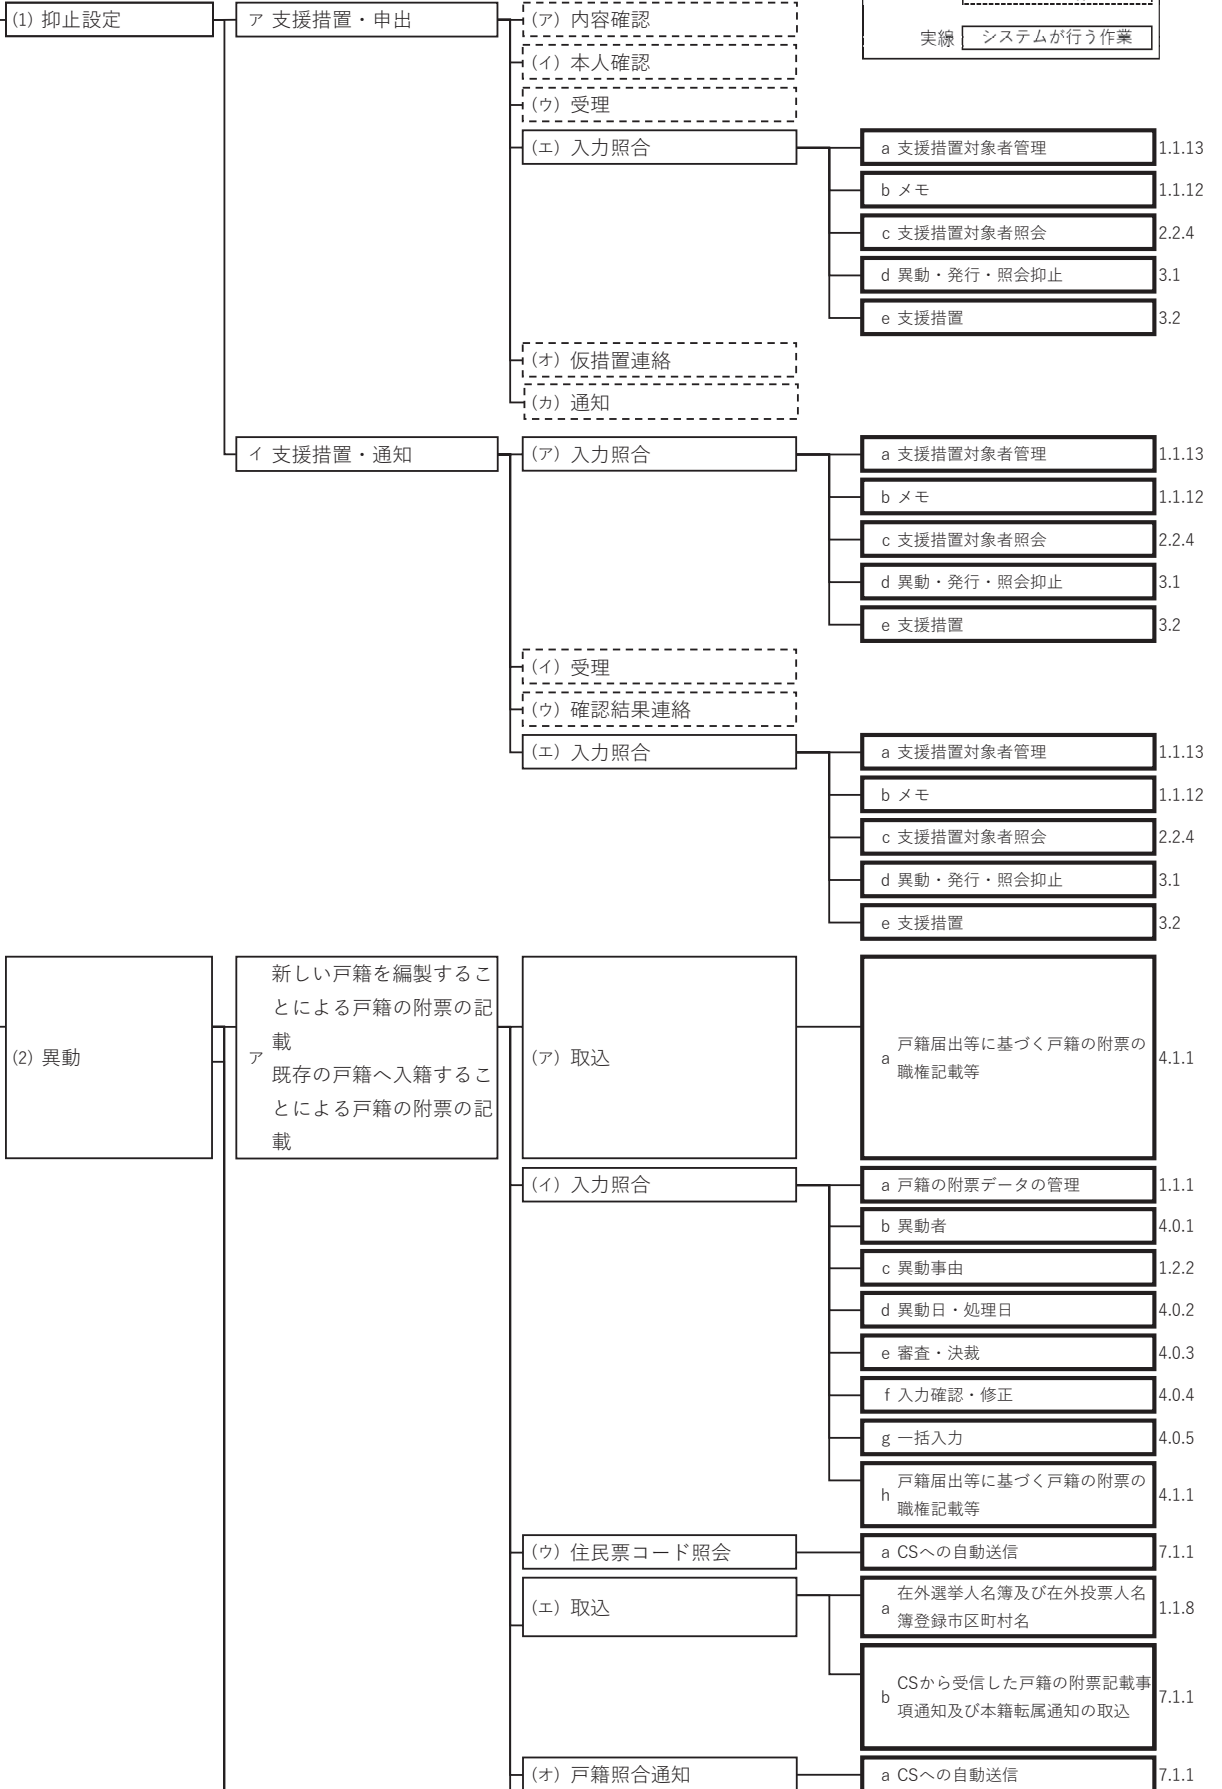 (1) 抑止設定
ア 支援措置・申出
(ア) 内容確認
実線
システムが行う作業
(イ) 本人確認
(ウ) 受理
(エ) 入力照合
a 支援措置対象者管理
1.1.13
b メモ
1.1.12
c 支援措置対象者照会
2.2.4
d 異動・発行・照会抑止
3.1
e 支援措置
3.2
(オ) 仮措置連絡
(カ) 通知
イ 支援措置・通知
(ア) 入力照合
a 支援措置対象者管理
1.1.13
b メモ
1.1.12
c 支援措置対象者照会
2.2.4
d 異動・発行・照会抑止
3.1
e 支援措置
3.2
(イ) 受理
(ウ) 確認結果連絡
(エ) 入力照合
a 支援措置対象者管理
1.1.13
b メモ
1.1.12
c 支援措置対象者照会
2.2.4
d 異動・発行・照会抑止
3.1
e 支援措置
3.2
(2) 異動
ア
新しい戸籍を編製するこ
とによる戸籍の附票の記
載
既存の戸籍へ入籍するこ
とによる戸籍の附票の記
載
(ア) 取込
a
戸籍届出等に基づく戸籍の附票の
職権記載等
4.1.1
(イ) 入力照合
a 戸籍の附票データの管理
1.1.1
b 異動者
4.0.1
c 異動事由
1.2.2
d 異動日・処理日
4.0.2
e 審査・決裁
4.0.3
f 入力確認・修正
4.0.4
g 一括入力
4.0.5
h
戸籍届出等に基づく戸籍の附票の
職権記載等
4.1.1
(ウ) 住民票コード照会
a CSへの自動送信
7.1.1
(エ) 取込
a
在外選挙人名簿及び在外投票人名
簿登録市区町村名
1.1.8
b
CSから受信した戸籍の附票記載事
項通知及び本籍転属通知の取込
7.1.1
(オ) 戸籍照合通知
a CSへの自動送信
7.1.1